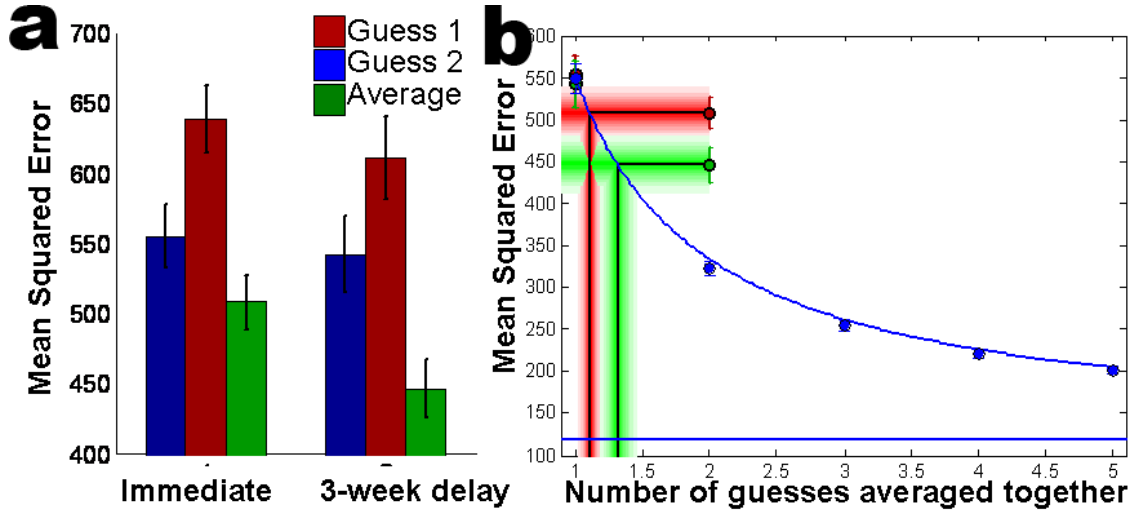 a
700
650
600
550
500
450
400
Mean Squared Error
Guess 1
Guess 2
Average
Immediate
3-week delay
b
550
500
450
400
350
300
250
200
150
100
Mean Squared Error
1 1.5 2 2.5 3 3.5 4 4.5 5
Number of guesses averaged together